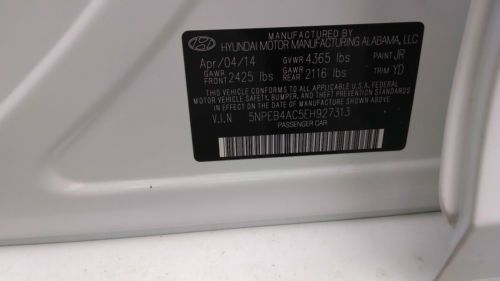 MANUFACTURED BY
HYUNDAI MOTOR MANUFACTURING ALABAMA, LLC
Apr/04/14 GVWR 4365 lbs PAINT JR
GAWR FRONT 2425 lbs GAWR REAR 2116 lbs TRIM YD
THIS VEHICLE CONFORMS TO ALL APPLICABLE U.S. FEDERAL
MOTOR VEHICLE SAFETY, BUMPER, AND THEFT PREVENTION
STANDARDS IN EFFECT ON THE DATE OF MANUFACTURE SHOWN ABOVE.
V.I.N 5NPEB4AC5EH927313
PASSENGER CAR